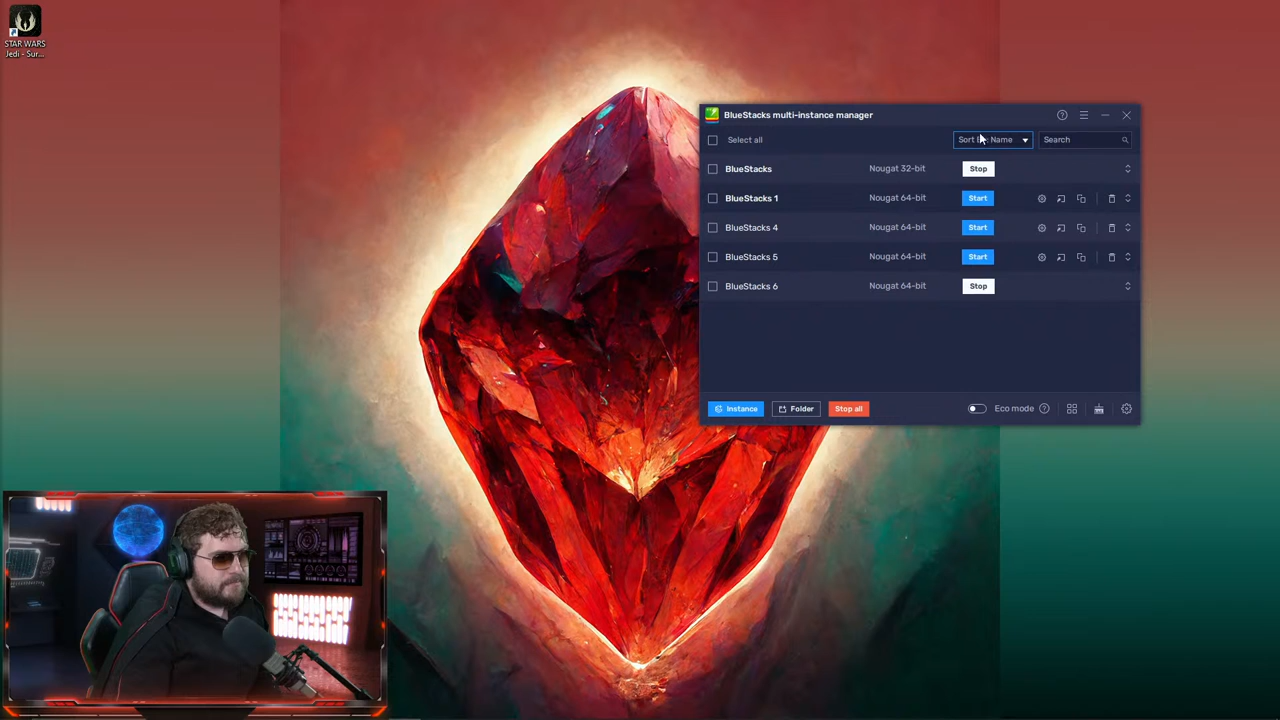 STAR WARS
Jedi - Sur...
BlueStacks multi-instance manager
Select all
Sort by Name
Search
BlueStacks
Nougat 32-bit
Stop
BlueStacks 1
Nougat 64-bit
Start
BlueStacks 4
Nougat 64-bit
Start
BlueStacks 5
Nougat 64-bit
Start
BlueStacks 6
Nougat 64-bit
Stop
Instance
Folder
Stop all
Eco mode